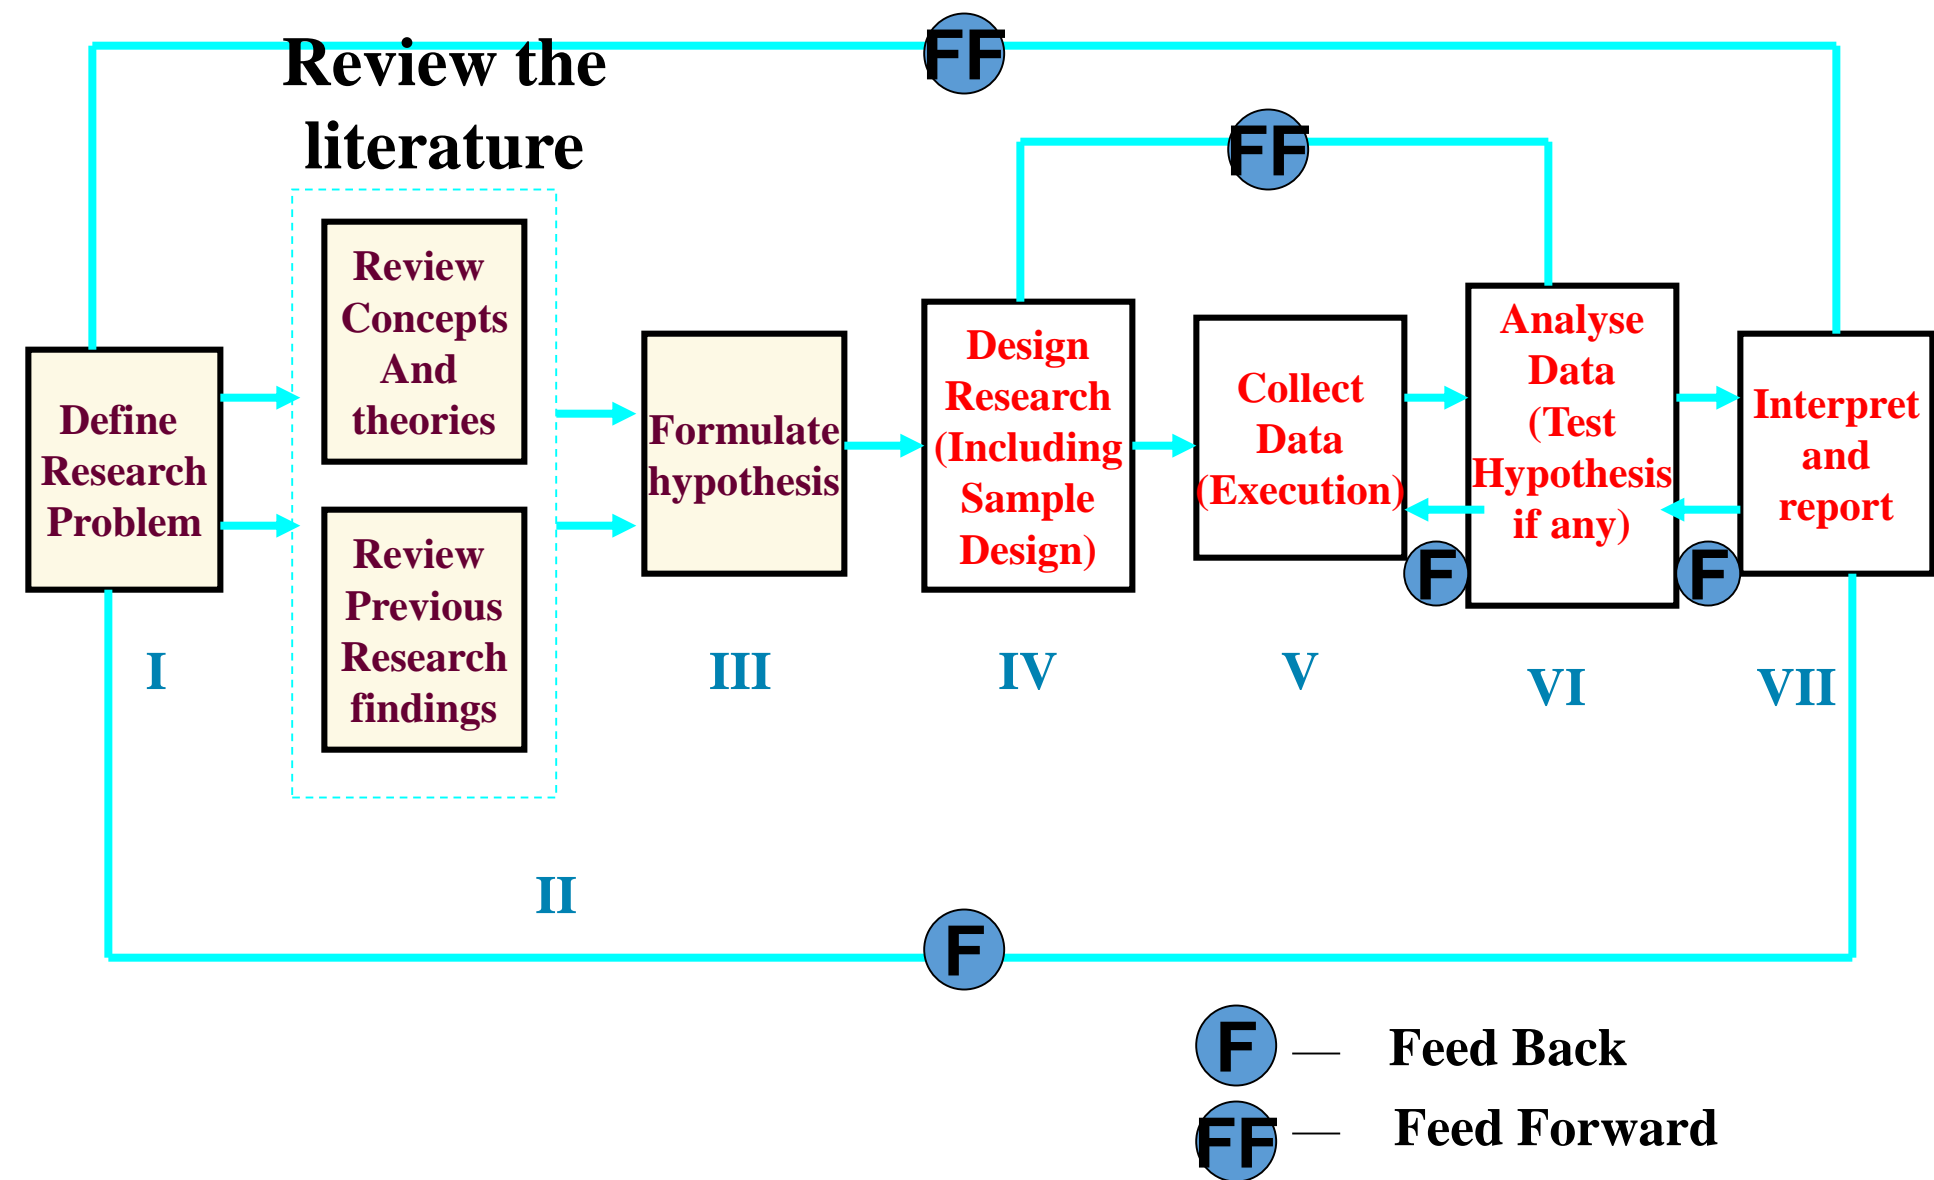 FF
Review the
literature
FF
Define
Research
Problem
Review
Concepts
And
theories
Review
Previous
Research
findings
Formulate
hypothesis
Design
Research
(Including
Sample
Design)
Collect
Data
(Execution)
Analyse
Data
(Test
Hypothesis
if any)
Interpret
and
report
F
F
I
II
III
IV
V
VI
VII
F
F — Feed Back
FF — Feed Forward